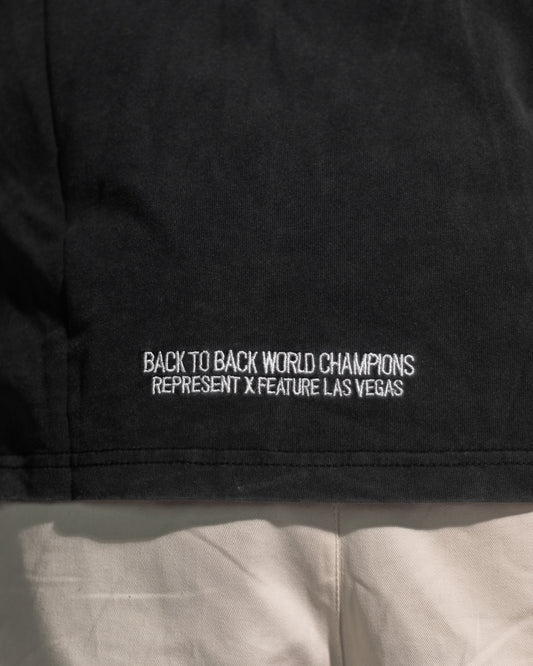 BACK TO BACK WORLD CHAMPIONS
REPRESENT X FEATURE LAS VEGAS